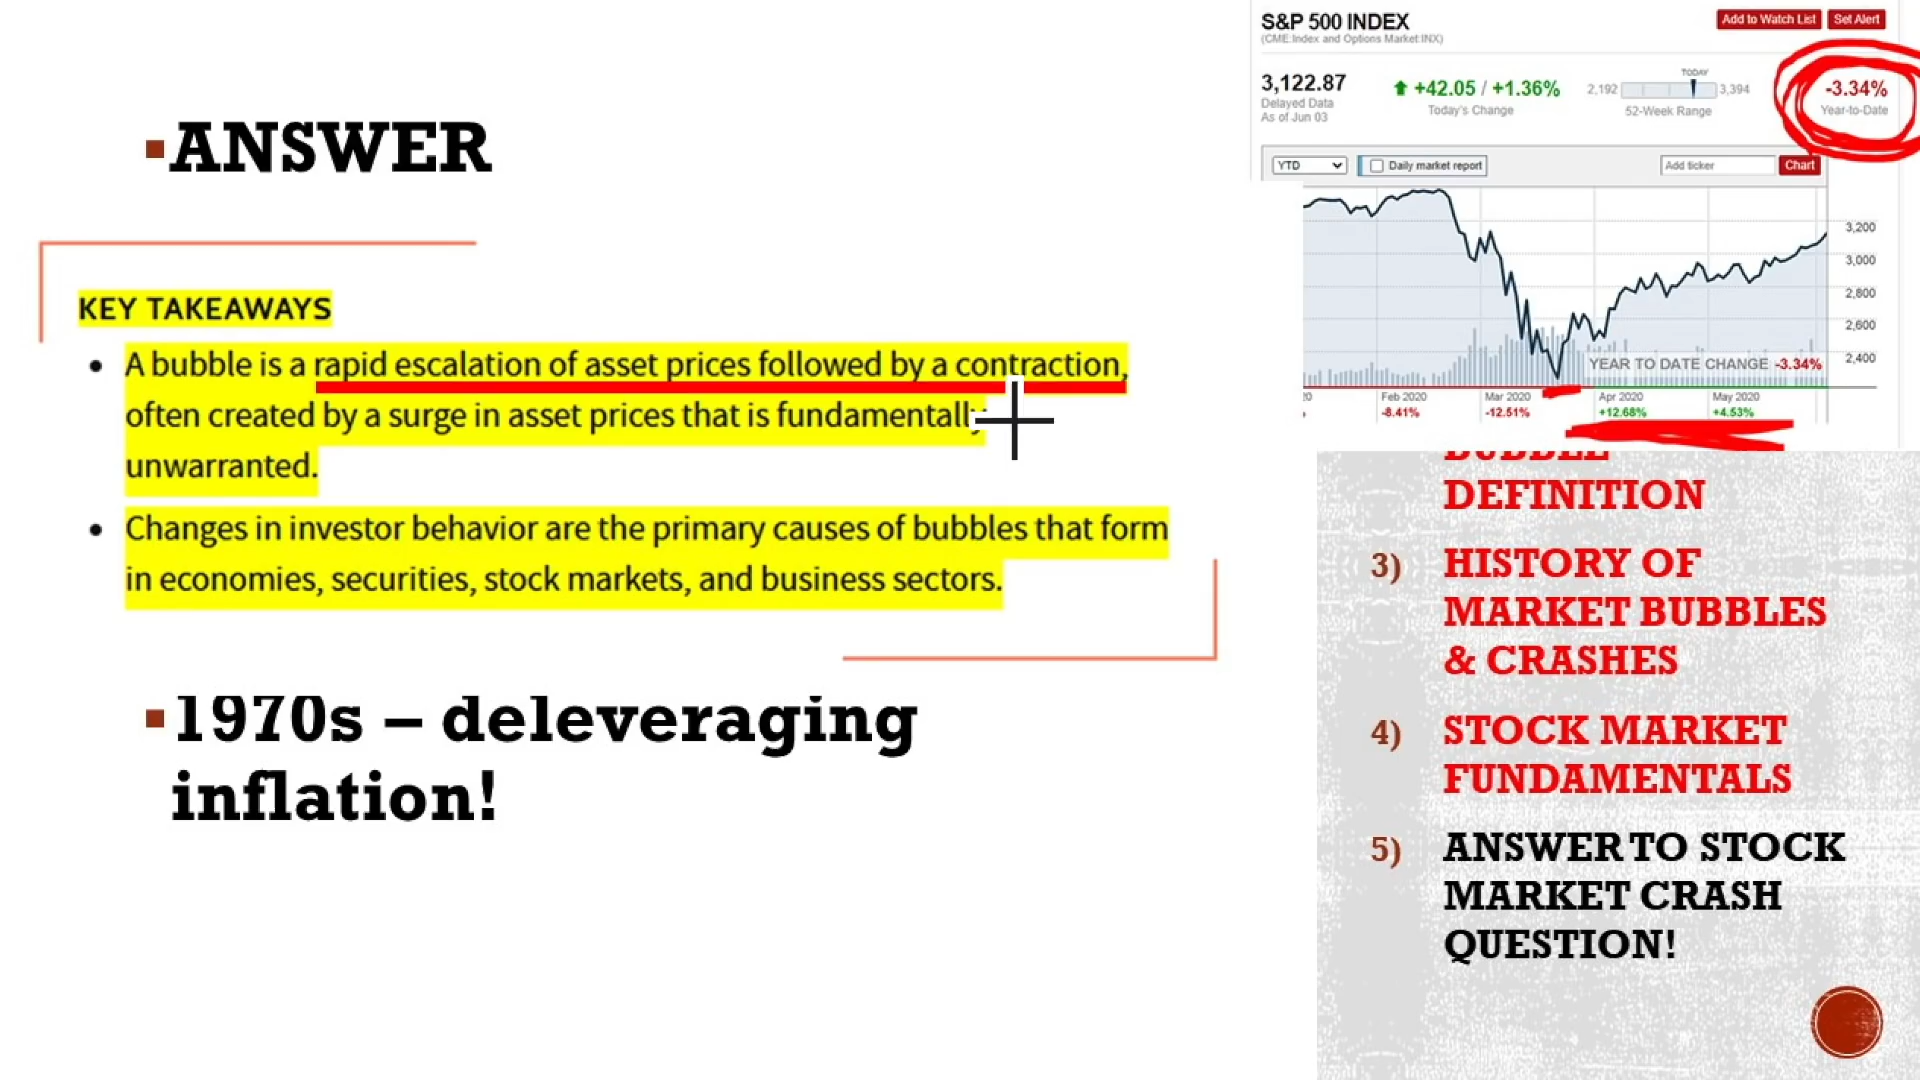 ▪ANSWER
KEY TAKEAWAYS
• A bubble is a rapid escalation of asset prices followed by a contraction,
often created by a surge in asset prices that is fundamentally
unwarranted.
• Changes in investor behavior are the primary causes of bubbles that form
in economies, securities, stock markets, and business sectors.
▪1970s – deleveraging
inflation!
S&P 500 INDEX
(CME:Index and Options Market:INX)
Add to Watch List Set Alert
3,122.87
Delayed Data
As of Jun 03
+42.05 / +1.36%
Today's Change
TODAY
2,192 3,394
52-Week Range
-3.34%
Year-to-Date
YTD Daily market report Add ticker Chart
3,200
3,000
2,800
2,600
2,400
YEAR TO DATE CHANGE -3.34%
Feb 2020 Mar 2020 Apr 2020 May 2020
-8.41% -12.51% +12.68% +4.53%
BUBBLE
DEFINITION
3) HISTORY OF
MARKET BUBBLES
& CRASHES
4) STOCK MARKET
FUNDAMENTALS
5) ANSWER TO STOCK
MARKET CRASH
QUESTION!